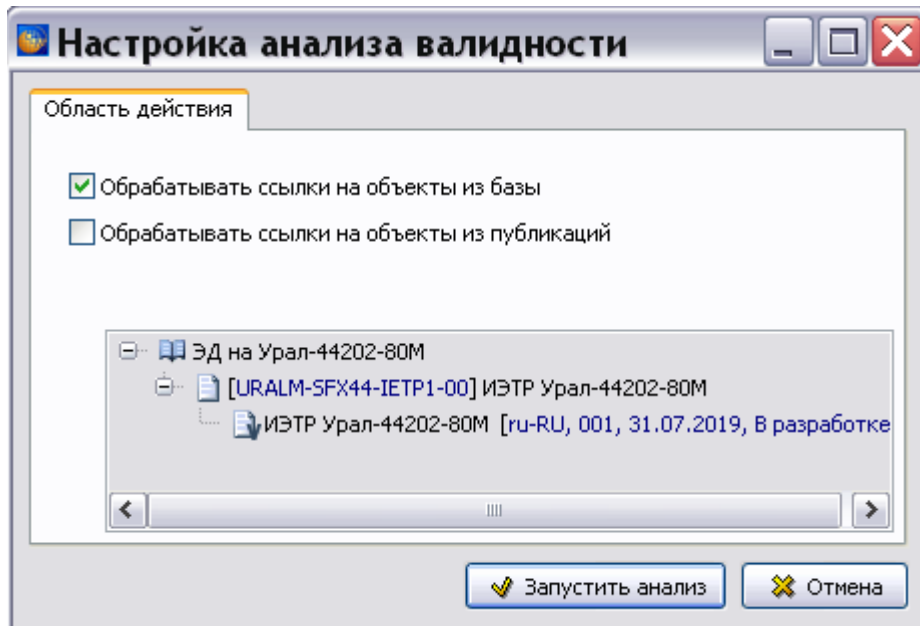 Настройка анализа валидности
Область действия
Обрабатывать ссылки на объекты из базы
Обрабатывать ссылки на объекты из публикаций
ЭД на Урал-44202-80М
[URALM-SFX44-IETP1-00] ИЭТР Урал-44202-80М
ИЭТР Урал-44202-80М [ru-RU, 001, 31.07.2019, В разработке
Запустить анализ
Отмена